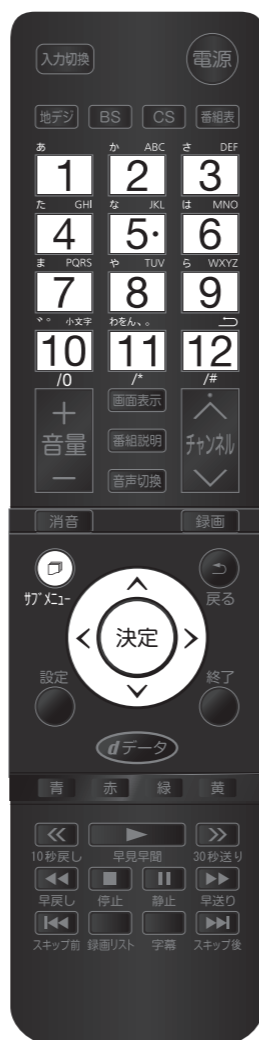 入力切換 電源
地デジ BS CS 番組表
あ か ABC さ DEF
1 2 3
た GHI な JKL は MNO
4 5・ 6
ま PQRS や TUV ら WXYZ
7 8 9
゛゜ 小文字 わをん、。
10 11 12
/0 /* /#
+ 画面表示
音量 番組説明 チャンネル
− 音声切換
消音 録画
サブメニュー 戻る
決定
設定 終了
dデータ
青 赤 緑 黄
10秒戻し 早見早聞 30秒送り
早戻し 停止 静止 早送り
スキップ前 録画リスト 字幕 スキップ後